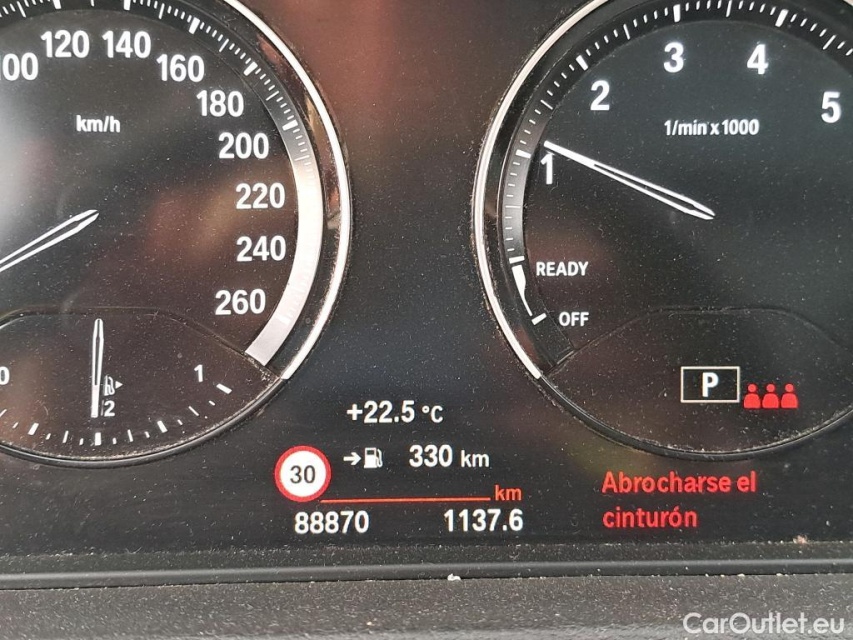 100 120 140 160 180 200 220 240 260
km/h
0 1/2 1
1 2 3 4 5
1/min x 1000
READY
OFF
P
+22.5 °C
30 330 km
km
88870 1137.6
Abrocharse el
cinturón
CarOutlet.eu